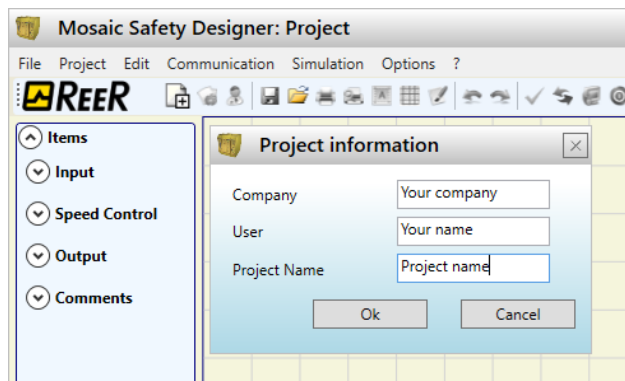 Mosaic Safety Designer: Project
File Project Edit Communication Simulation Options ?
REER
Items
Input
Speed Control
Output
Comments
Project information
Company Your company
User Your name
Project Name Project name
Ok Cancel